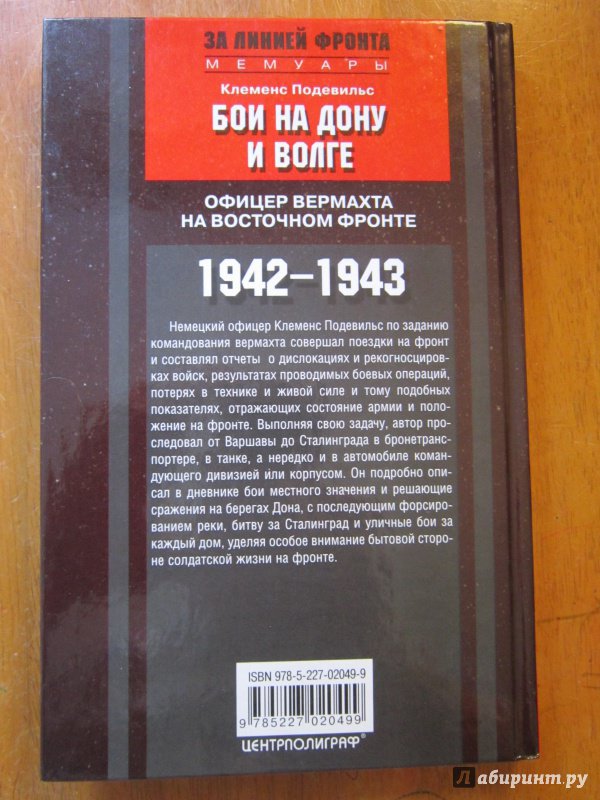 ЗА ЛИНИЕЙ ФРОНТА
МЕМУАРЫ
Клеменс Подевильс
БОИ НА ДОНУ
И ВОЛГЕ
ОФИЦЕР ВЕРМАХТА
НА ВОСТОЧНОМ ФРОНТЕ
1942–1943
Немецкий офицер Клеменс Подевильс по заданию
командования вермахта совершал поездки на фронт
и составлял отчеты о дислокациях и рекогносциров-
ках войск, результатах проводимых боевых операций,
потерях в технике и живой силе и тому подобных
показателях, отражающих состояние армии и поло-
жение на фронте. Выполняя свою задачу, автор про-
следовал от Варшавы до Сталинграда в бронетранс-
портере, в танке, а нередко и в автомобиле коман-
дующего дивизией или корпусом. Он подробно опи-
сал в дневнике бои местного значения и решающие
сражения на берегах Дона, с последующим форсиро-
ванием реки, битву за Сталинград и уличные бои за
каждый дом, уделяя особое внимание бытовой сторо-
не солдатской жизни на фронте.
ISBN 978-5-227-02049-9
9 785227 020499
ЦЕНТРПОЛИГРАФ®
Лабиринт.ру